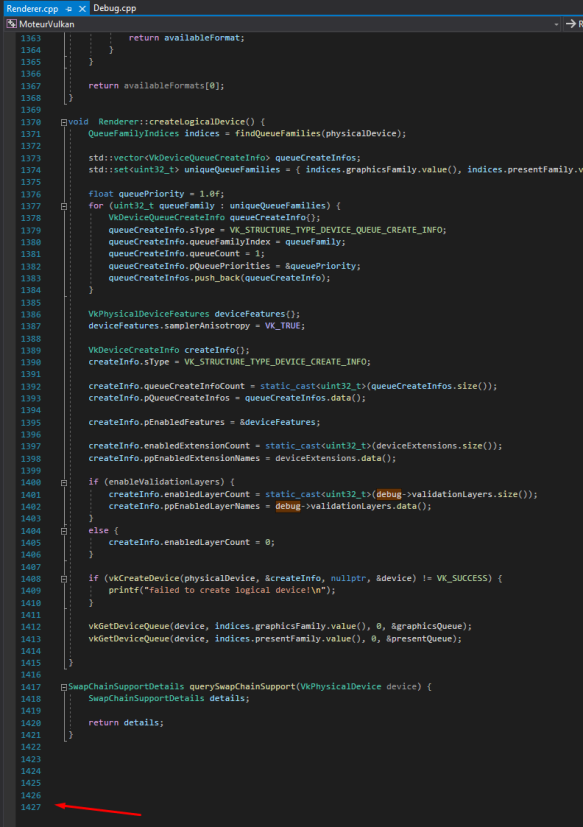 Renderer.cpp
Debug.cpp
MoteurVulkan
1363 return availableFormat;
1364 }
1365 }
1366
1367 return availableFormats[0];
1368 }
1369
1370 void Renderer::createLogicalDevice() {
1371 QueueFamilyIndices indices = findQueueFamilies(physicalDevice);
1372
1373 std::vector<VkDeviceQueueCreateInfo> queueCreateInfos;
1374 std::set<uint32_t> uniqueQueueFamilies = { indices.graphicsFamily.value(), indices.presentFamily.v
1375
1376 float queuePriority = 1.0f;
1377 for (uint32_t queueFamily : uniqueQueueFamilies) {
1378 VkDeviceQueueCreateInfo queueCreateInfo{};
1379 queueCreateInfo.sType = VK_STRUCTURE_TYPE_DEVICE_QUEUE_CREATE_INFO;
1380 queueCreateInfo.queueFamilyIndex = queueFamily;
1381 queueCreateInfo.queueCount = 1;
1382 queueCreateInfo.pQueuePriorities = &queuePriority;
1383 queueCreateInfos.push_back(queueCreateInfo);
1384 }
1385
1386 VkPhysicalDeviceFeatures deviceFeatures{};
1387 deviceFeatures.samplerAnisotropy = VK_TRUE;
1388
1389 VkDeviceCreateInfo createInfo{};
1390 createInfo.sType = VK_STRUCTURE_TYPE_DEVICE_CREATE_INFO;
1391
1392 createInfo.queueCreateInfoCount = static_cast<uint32_t>(queueCreateInfos.size());
1393 createInfo.pQueueCreateInfos = queueCreateInfos.data();
1394
1395 createInfo.pEnabledFeatures = &deviceFeatures;
1396
1397 createInfo.enabledExtensionCount = static_cast<uint32_t>(deviceExtensions.size());
1398 createInfo.ppEnabledExtensionNames = deviceExtensions.data();
1399
1400 if (enableValidationLayers) {
1401 createInfo.enabledLayerCount = static_cast<uint32_t>(debug->validationLayers.size());
1402 createInfo.ppEnabledLayerNames = debug->validationLayers.data();
1403 }
1404 else {
1405 createInfo.enabledLayerCount = 0;
1406 }
1407
1408 if (vkCreateDevice(physicalDevice, &createInfo, nullptr, &device) != VK_SUCCESS) {
1409 printf("failed to create logical device!\n");
1410 }
1411
1412 vkGetDeviceQueue(device, indices.graphicsFamily.value(), 0, &graphicsQueue);
1413 vkGetDeviceQueue(device, indices.presentFamily.value(), 0, &presentQueue);
1414
1415 }
1416
1417 SwapChainSupportDetails querySwapChainSupport(VkPhysicalDevice device) {
1418 SwapChainSupportDetails details;
1419
1420 return details;
1421 }
1422
1423
1424
1425
1426
1427